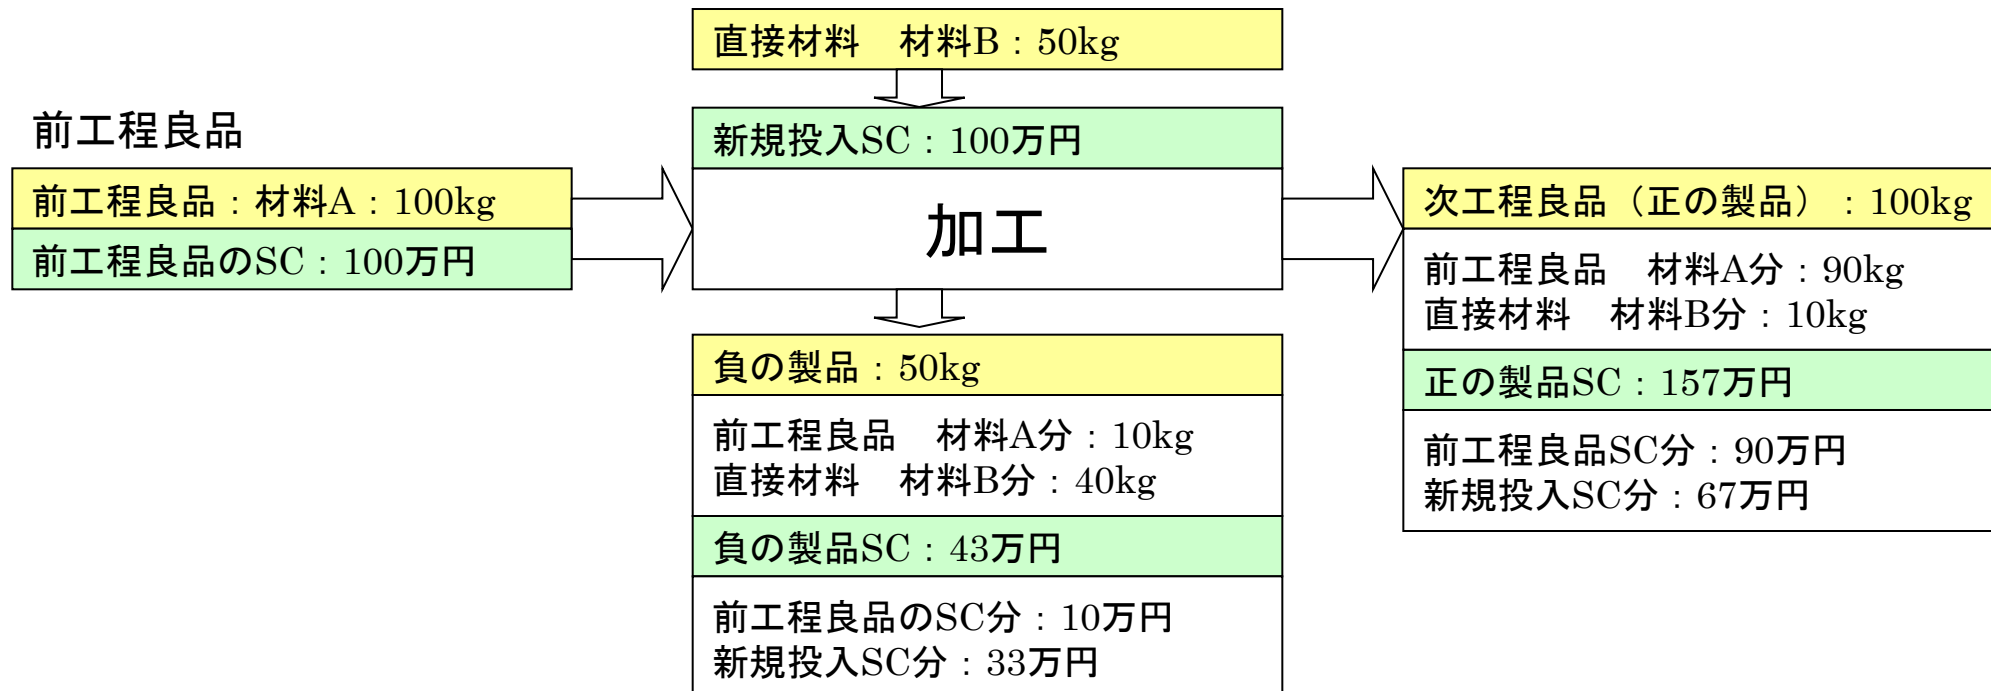 直接材料　材料B：50kg
前工程良品
新規投入SC：100万円
前工程良品：材料A：100kg
前工程良品のSC：100万円
加工
次工程良品（正の製品）：100kg
前工程良品　材料A分：90kg
直接材料　材料B分：10kg
正の製品SC：157万円
前工程良品SC分：90万円
新規投入SC分：67万円
負の製品：50kg
前工程良品　材料A分：10kg
直接材料　材料B分：40kg
負の製品SC：43万円
前工程良品のSC分：10万円
新規投入SC分：33万円